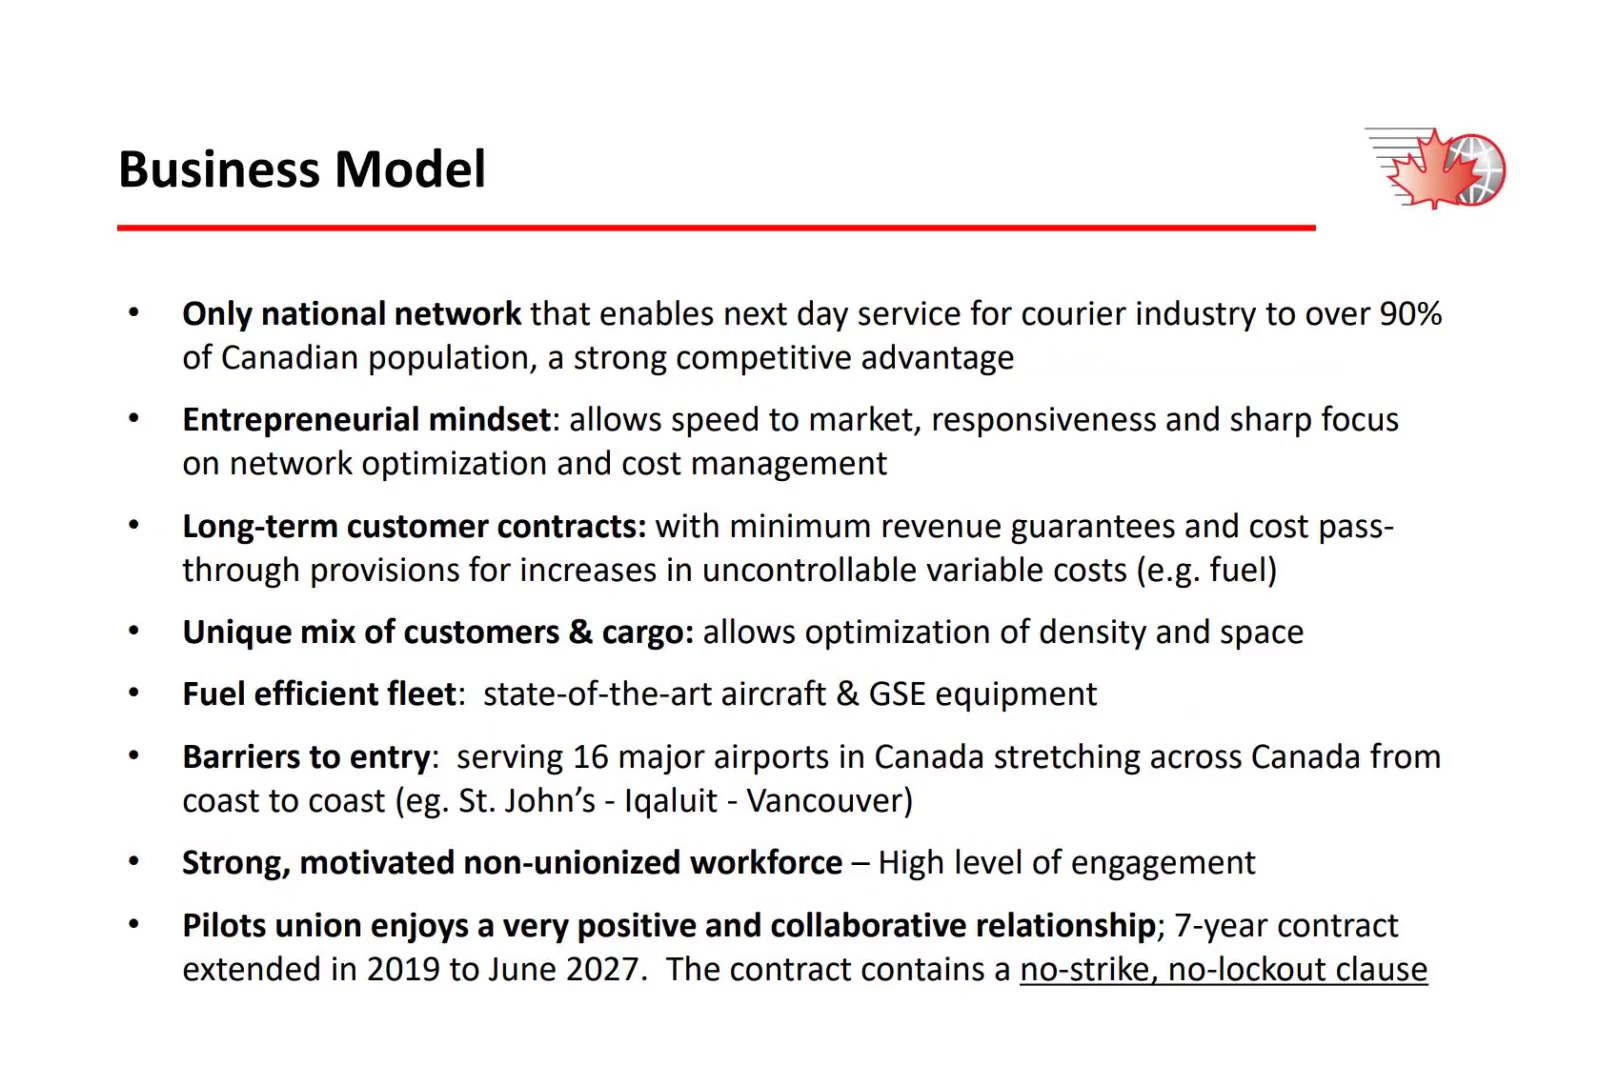 Business Model
• Only national network that enables next day service for courier industry to over 90%
of Canadian population, a strong competitive advantage
• Entrepreneurial mindset: allows speed to market, responsiveness and sharp focus
on network optimization and cost management
• Long-term customer contracts: with minimum revenue guarantees and cost pass-
through provisions for increases in uncontrollable variable costs (e.g. fuel)
• Unique mix of customers & cargo: allows optimization of density and space
• Fuel efficient fleet:  state-of-the-art aircraft & GSE equipment
• Barriers to entry:  serving 16 major airports in Canada stretching across Canada from
coast to coast (eg. St. John’s - Iqaluit - Vancouver)
• Strong, motivated non-unionized workforce – High level of engagement
• Pilots union enjoys a very positive and collaborative relationship; 7-year contract
extended in 2019 to June 2027.  The contract contains a no-strike, no-lockout clause